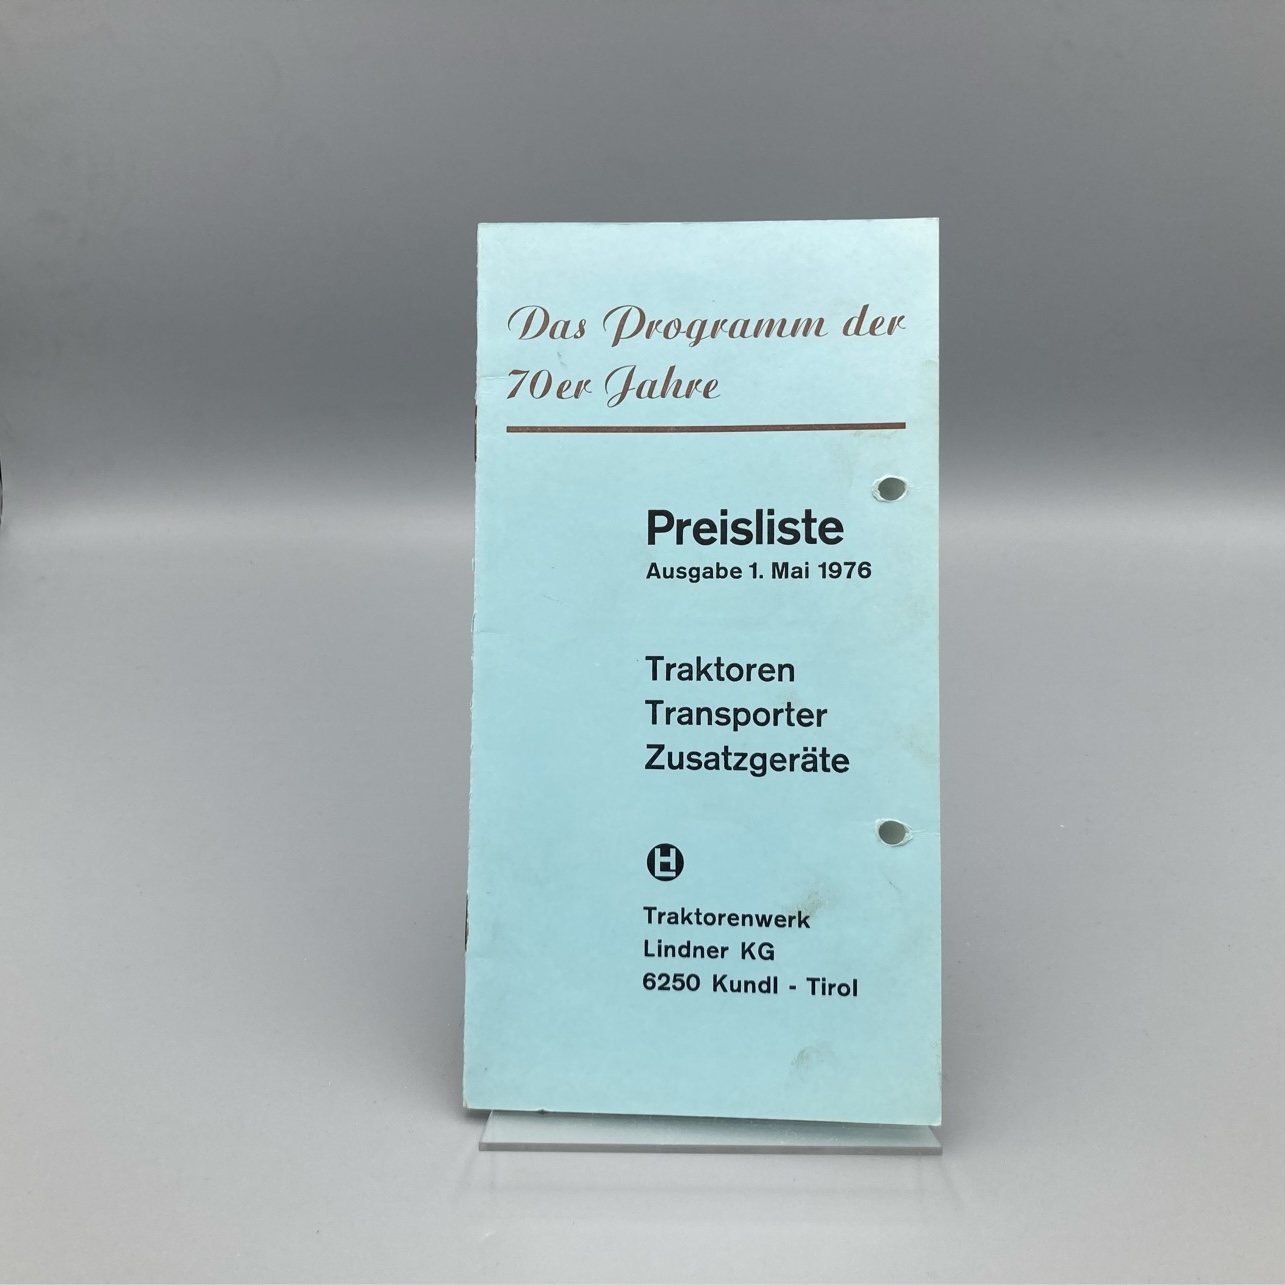 Das Programm der
70er Jahre
Preisliste
Ausgabe 1. Mai 1976
Traktoren
Transporter
Zusatzgeräte
Traktorenwerk
Lindner KG
6250 Kundl - Tirol